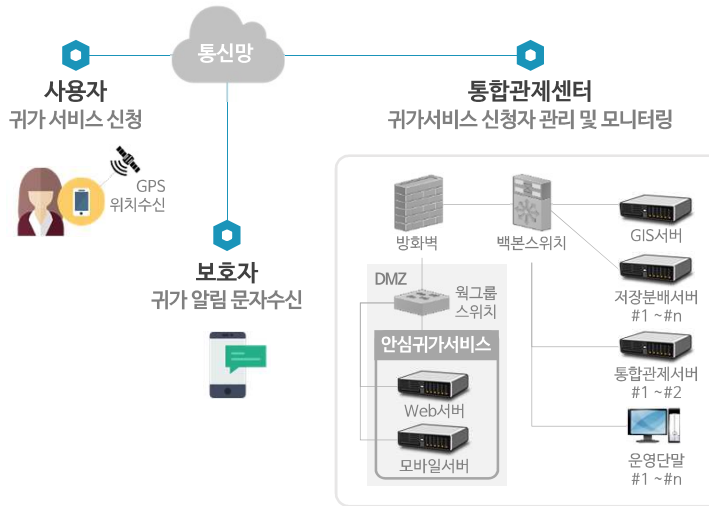 통신망
사용자
귀가 서비스 신청
GPS
위치수신
보호자
귀가 알림 문자수신
통합관제센터
귀가서비스 신청자 관리 및 모니터링
방화벽
백본스위치
GIS서버
DMZ
워그룹
스위치
저장분배서버
#1 ~#n
안심귀가서비스
Web서버
모바일서버
통합관제서버
#1 ~#2
운영단말
#1 ~#n